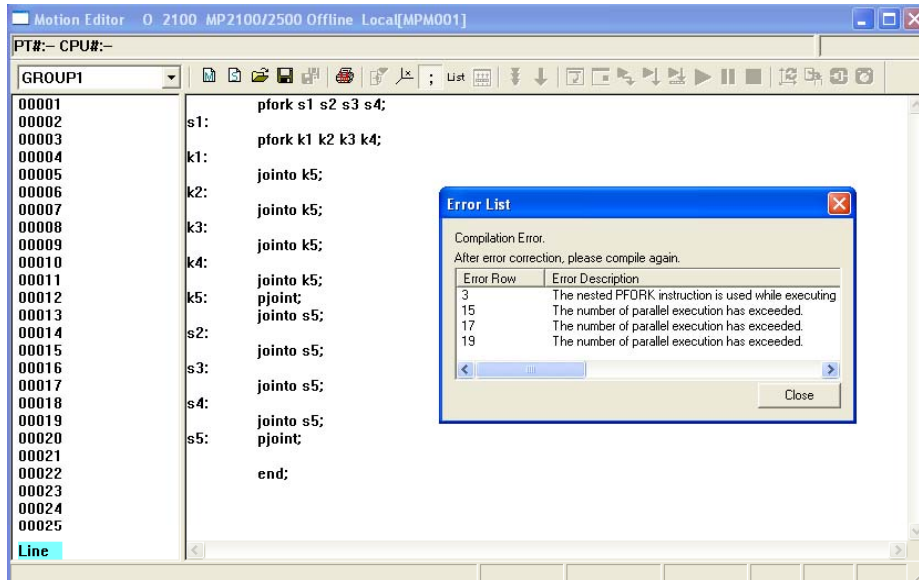 Motion Editor O 2100 MP2100/2500 Offline Local[MPM001]
PT#:– CPU#:–
GROUP1
; List
00001 pfork s1 s2 s3 s4;
00002 s1:
00003 pfork k1 k2 k3 k4;
00004 k1:
00005 jointo k5;
00006 k2:
00007 jointo k5;
00008 k3:
00009 jointo k5;
00010 k4:
00011 jointo k5;
00012 k5: pjoint;
00013 jointo s5;
00014 s2:
00015 jointo s5;
00016 s3:
00017 jointo s5;
00018 s4:
00019 jointo s5;
00020 s5: pjoint;
00021
00022 end;
00023
00024
00025
Line
Error List
Compilation Error.
After error correction, please compile again.
Error Row Error Description
3 The nested PFORK instruction is used while executing
15 The number of parallel execution has exceeded.
17 The number of parallel execution has exceeded.
19 The number of parallel execution has exceeded.
Close